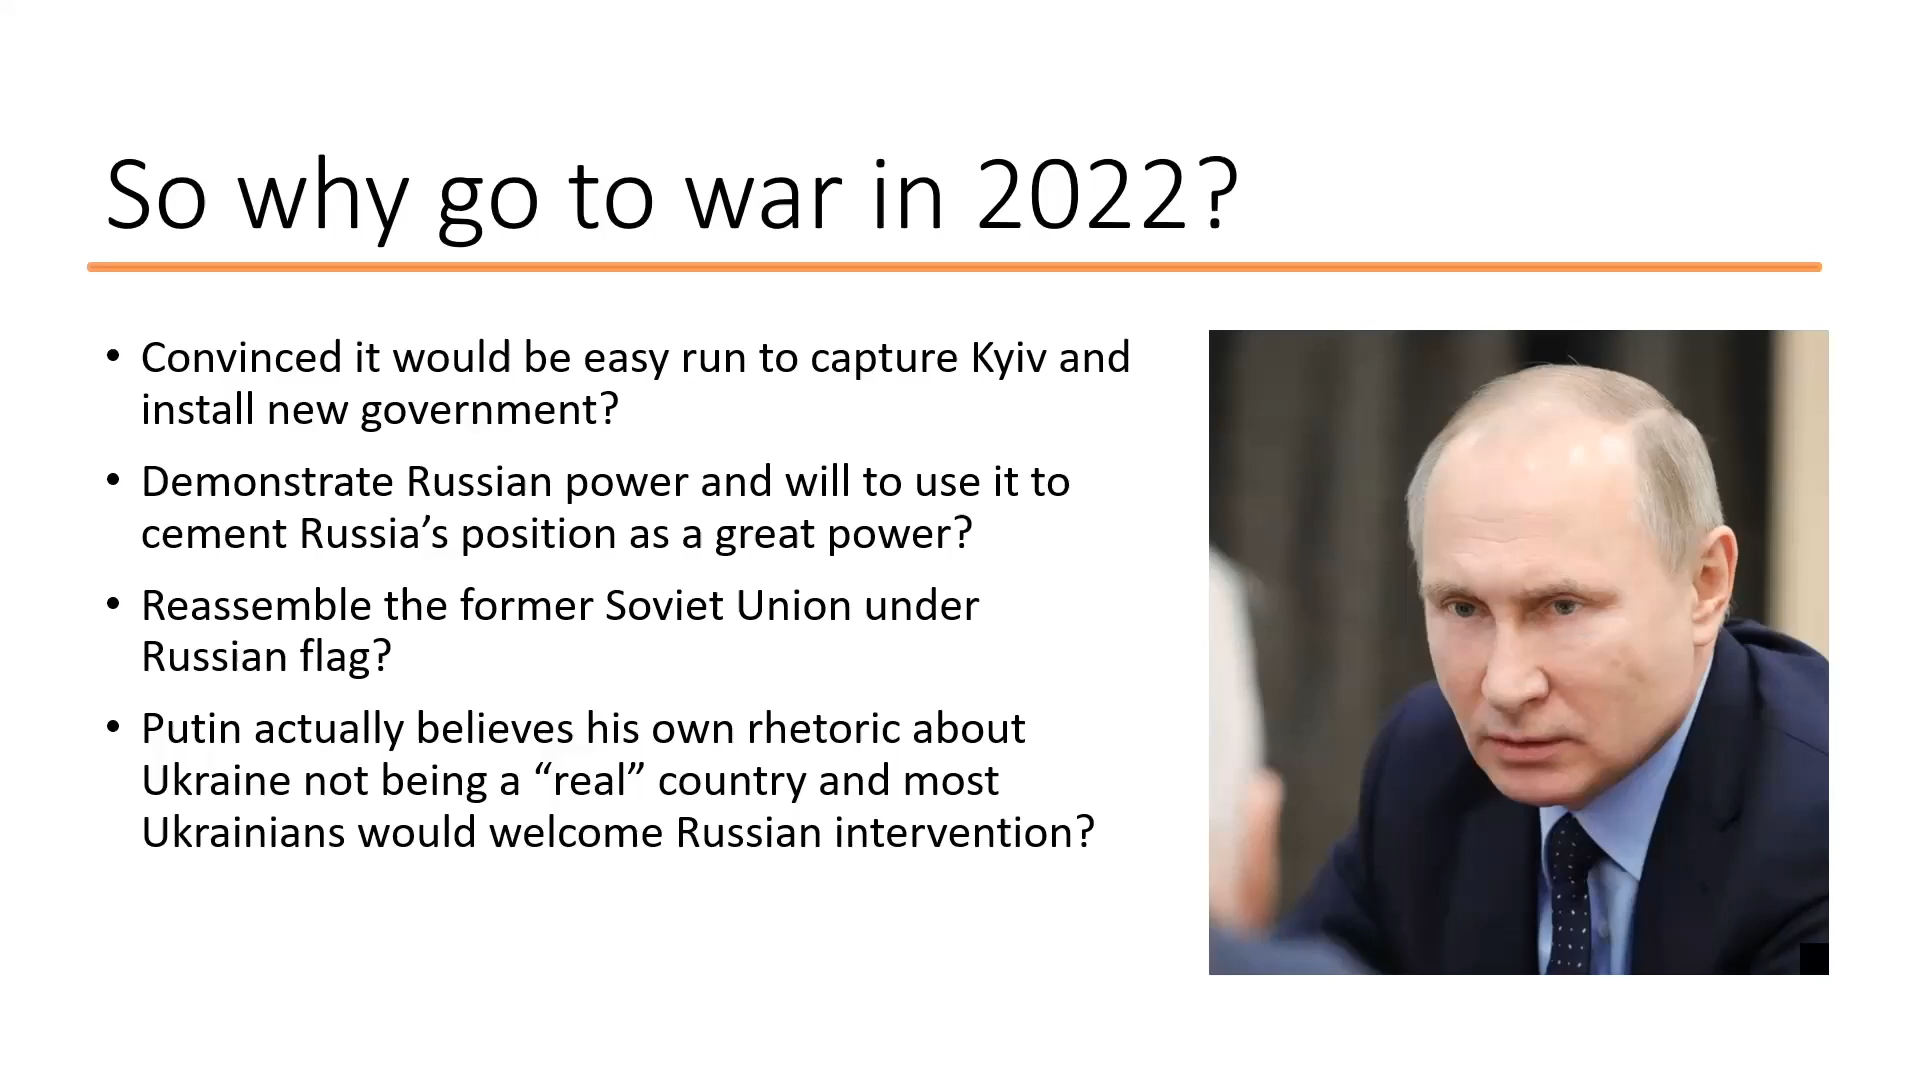 So why go to war in 2022?
• Convinced it would be easy run to capture Kyiv and
install new government?
• Demonstrate Russian power and will to use it to
cement Russia’s position as a great power?
• Reassemble the former Soviet Union under
Russian flag?
• Putin actually believes his own rhetoric about
Ukraine not being a “real” country and most
Ukrainians would welcome Russian intervention?